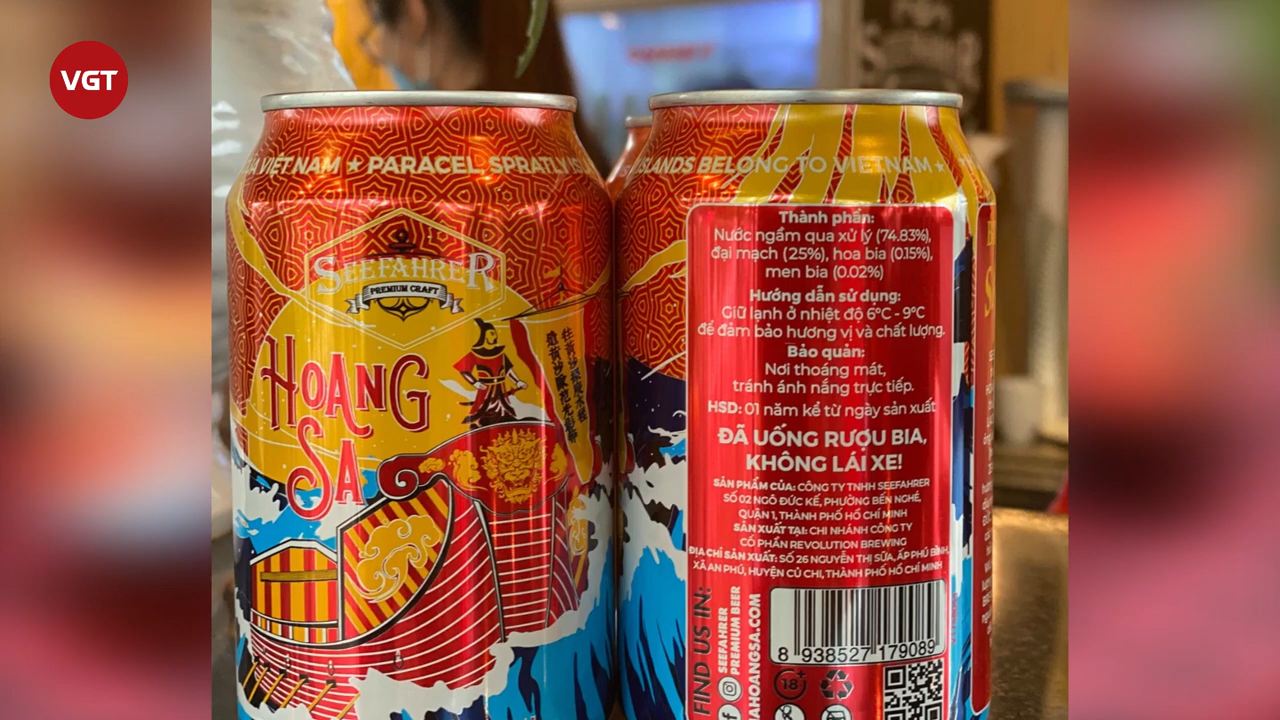 VGT
VIỆT NAM ★ PARACEL SPRATLY
SEEFAHRER
PREMIUM CRAFT
HOANG
SA
ISLANDS BELONG TO VIETNAM ★
Thành phần:
Nước ngầm qua xử lý (74.83%),
đại mạch (25%), hoa bia (0.15%),
men bia (0.02%)
Hướng dẫn sử dụng:
Giữ lạnh ở nhiệt độ 6°C - 9°C
để đảm bảo hương vị và chất lượng.
Bảo quản:
Nơi thoáng mát,
tránh ánh nắng trực tiếp.
HSD: 01 năm kể từ ngày sản xuất
ĐÃ UỐNG RƯỢU BIA,
KHÔNG LÁI XE!
SẢN PHẨM CỦA: CÔNG TY TNHH SEEFAHRER
SỐ 02 NGÔ ĐỨC KẾ, PHƯỜNG BẾN NGHÉ,
QUẬN 1, THÀNH PHỐ HỒ CHÍ MINH
SẢN XUẤT TẠI: CHI NHÁNH CÔNG TY
CỔ PHẦN REVOLUTION BREWING
ĐỊA CHỈ SẢN XUẤT: SỐ 26 NGUYỄN THỊ SỬA, ẤP PHÚ BÌNH,
XÃ AN PHÚ, HUYỆN CỦ CHI, THÀNH PHỐ HỒ CHÍ MINH
FIND US IN:
SEEFAHRER
PREMIUM BEER
AHOANGSA.COM
8 938527 179089
18+